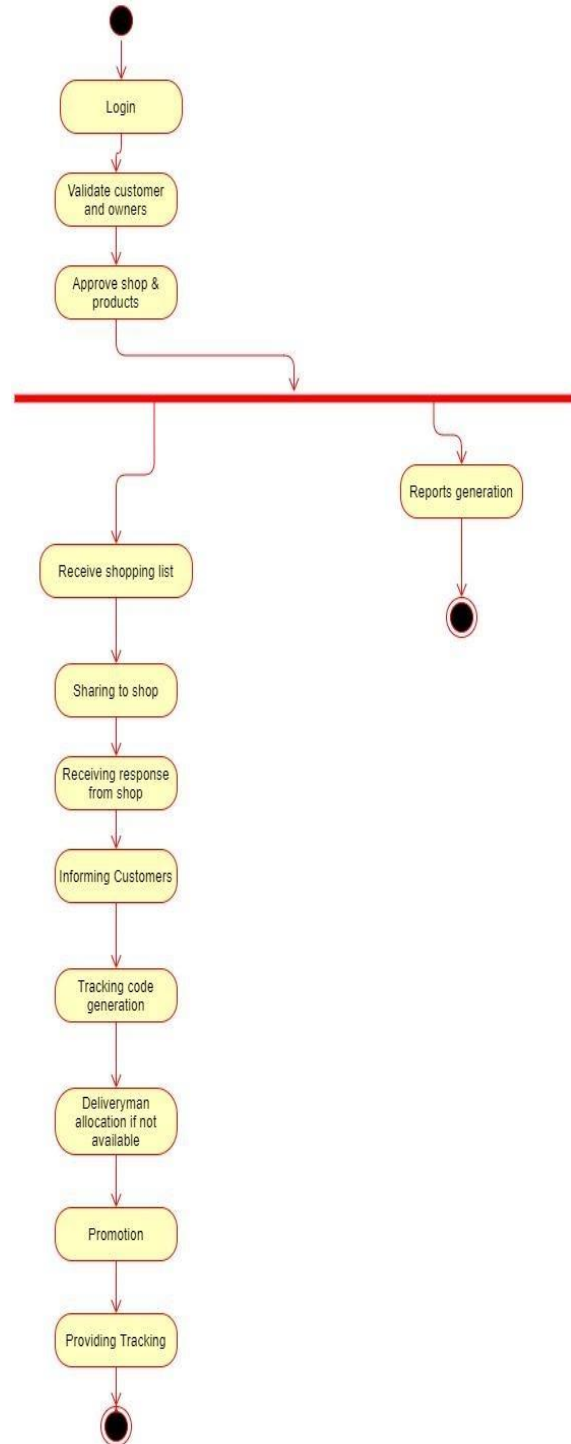 Login
Validate customer
and owners
Approve shop &
products
Reports generation
Receive shopping list
Sharing to shop
Receiving response
from shop
Informing Customers
Tracking code
generation
Deliveryman
allocation if not
available
Promotion
Providing Tracking